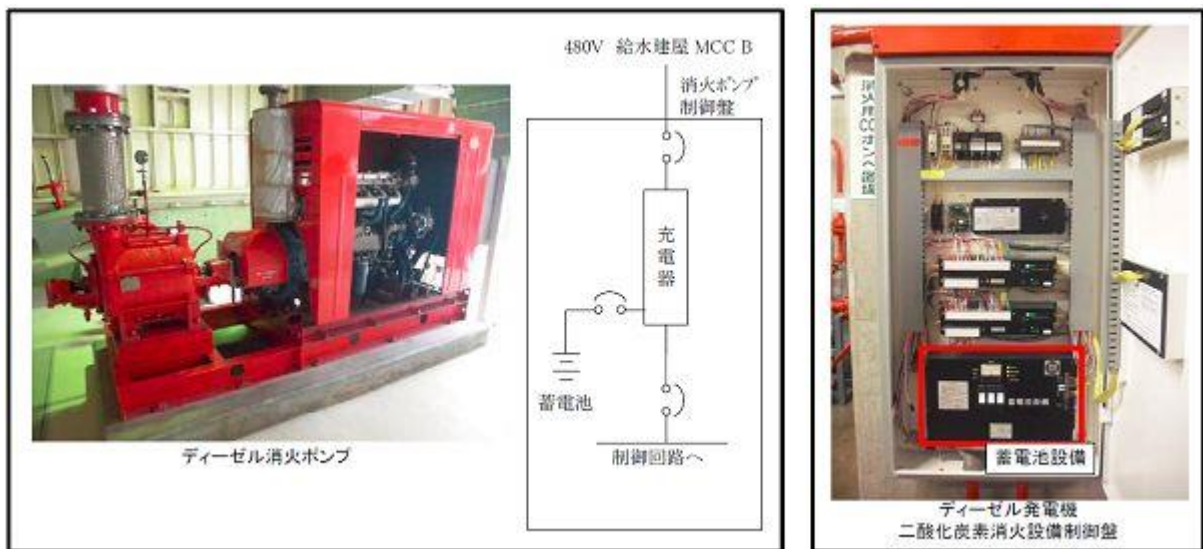 480V 給水建屋 MCC B
消火ポンプ
制御盤
充電器
蓄電池
制御回路へ
ディーゼル消火ポンプ
蓄電池設備
ディーゼル発電機
二酸化炭素消火設備制御盤